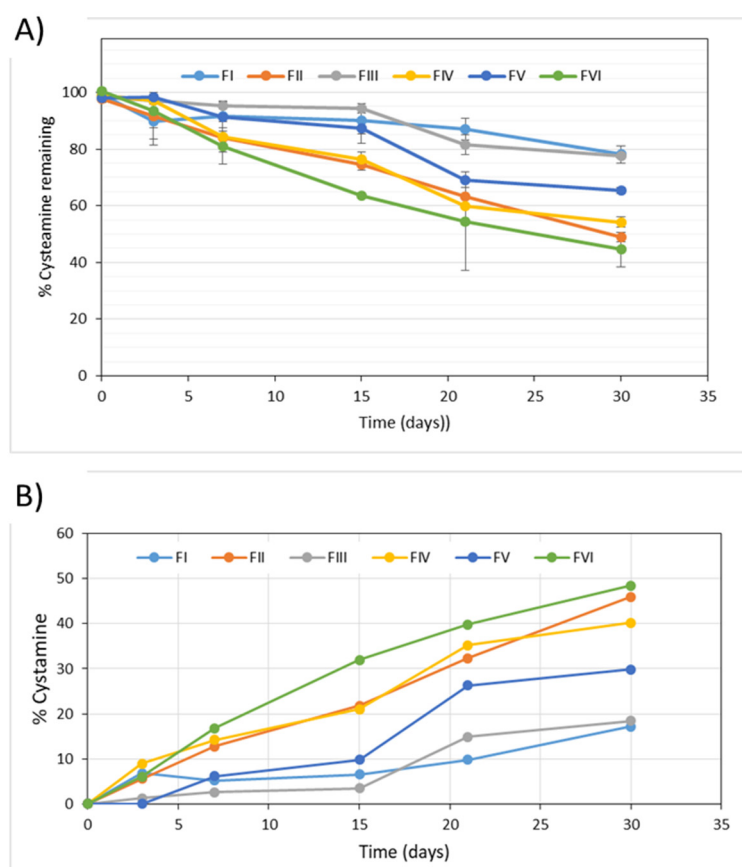 A)
FI FII FIII FIV FV FVI
100
80
60
40
20
0
% Cysteamine remaining
0 5 10 15 20 25 30 35
Time (days))
B)
60
FI FII FIII FIV FV FVI
50
40
30
20
10
0
% Cystamine
0 5 10 15 20 25 30 35
Time (days)